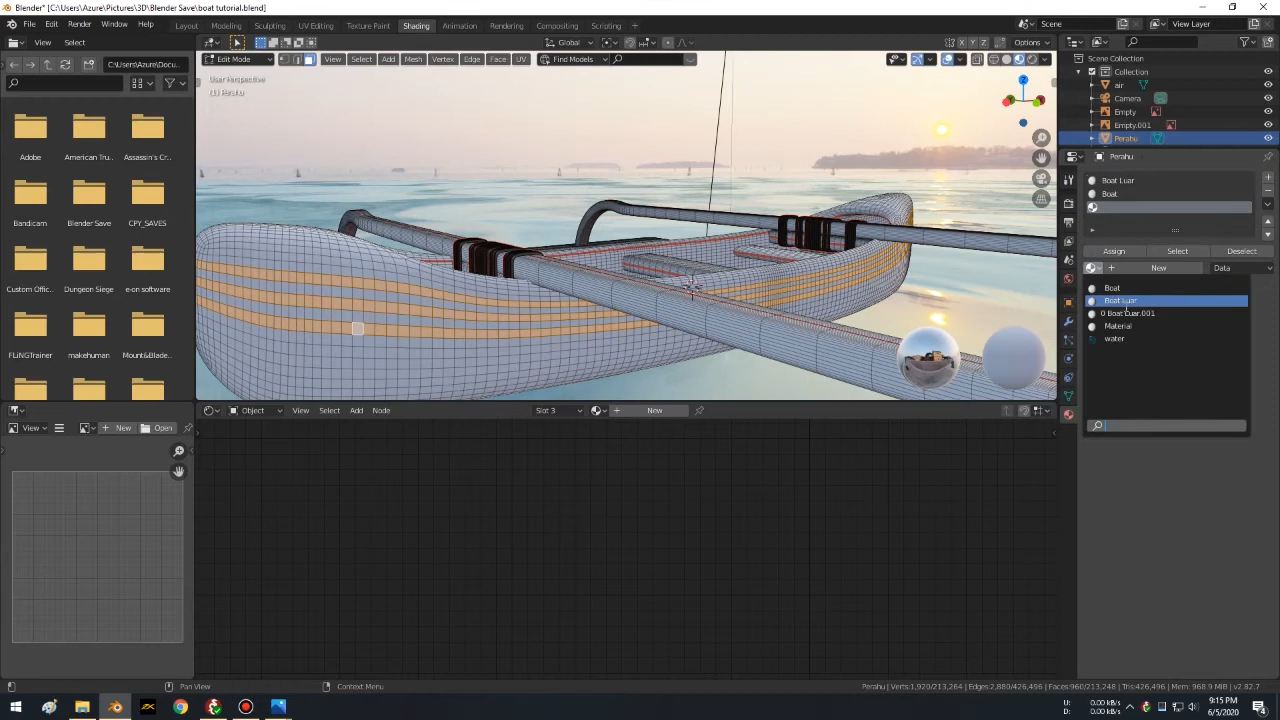 Blender* [C:\Users\Azure\Pictures\3D\Blender Save\boat tutorial.blend]
File Edit Render Window Help Layout Modeling Sculpting UV Editing Texture Paint Shading Animation Rendering Compositing Scripting + Scene View Layer
View Select Global Options
C:\Users\Azure\Docu... Edit Mode View Select Add Mesh Vertex Edge Face UV Find Models X Y Z
User Perspective
(1) Perahu
Adobe American Tru... Assassin's Cr...
Bandicam Blender Save CPY_SAVES
Custom Offic... Dungeon Siege e-on software
FLiNGTrainer makehuman Mount&Blade...
Scene Collection
Collection
air
Camera
Empty
Empty.001
Perahu
Perahu
Boat Luar
Boat
Assign Select Deselect
New Data
Boat
Boat Luar
0 Boat Luar.001
Material
water
Object View Select Add Node Slot 3 New
View New Open
Pan View Context Menu Perahu | Verts:1,920/213,264 | Edges:2,880/426,496 | Faces:960/213,248 | Tris:426,496 | Mem: 968.9 MiB | v2.82.7
U: 0.00 kB/s
D: 0.00 kB/s
9:15 PM
6/5/2020
4